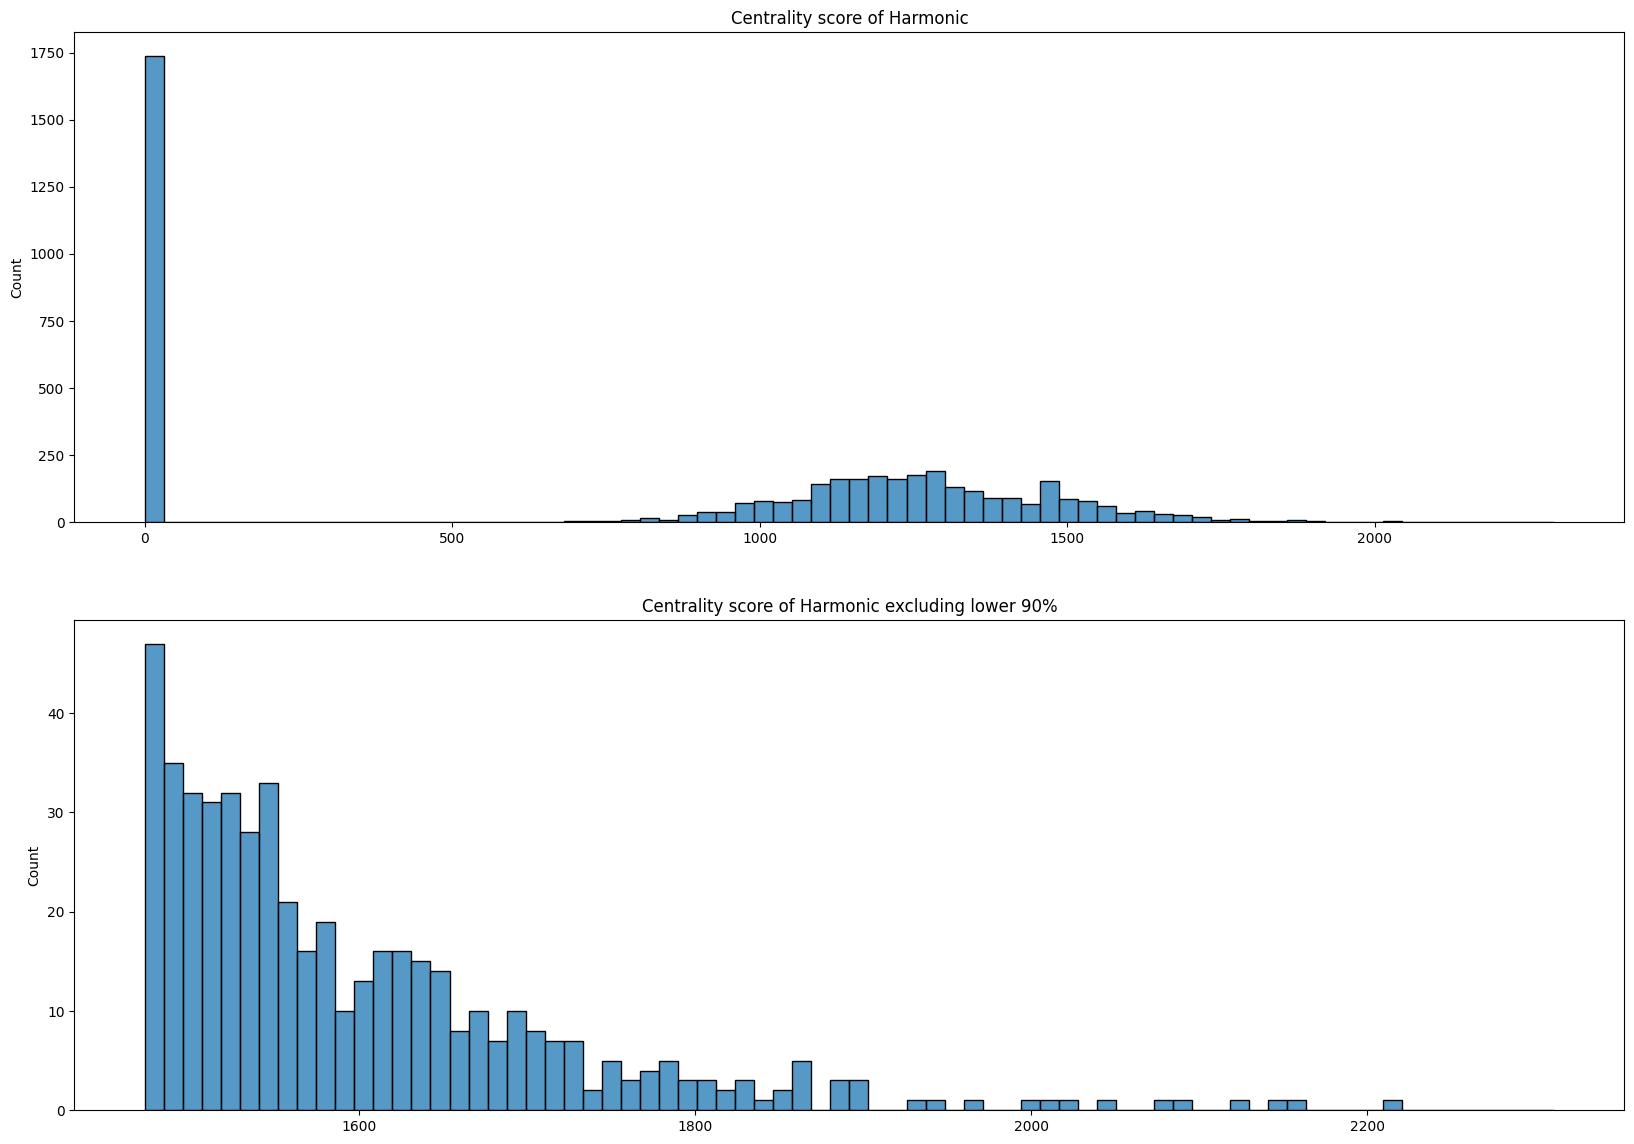 Centrality score of Harmonic
1750
1500
1250
1000
750
500
250
0
Count
0 500 1000 1500 2000
Centrality score of Harmonic excluding lower 90%
40
30
20
10
0
Count
1600 1800 2000 2200